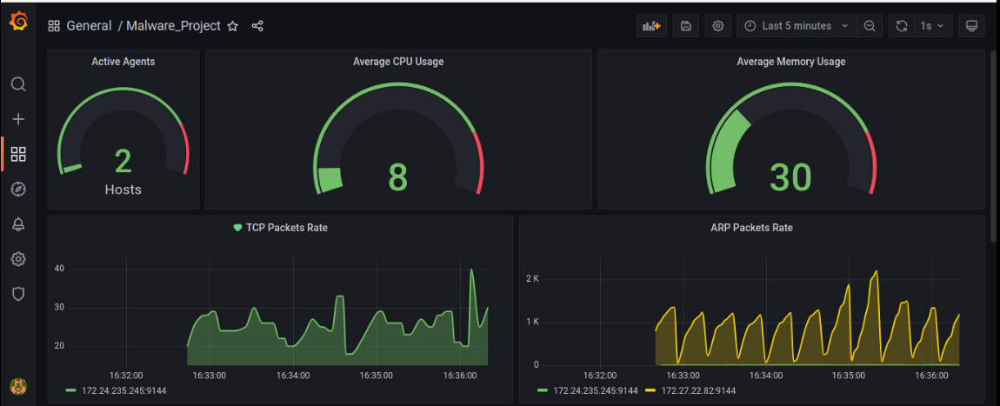 General / Malware_Project
Last 5 minutes
1s
Active Agents
2
Hosts
Average CPU Usage
8
Average Memory Usage
30
TCP Packets Rate
40
30
20
16:32:00 16:33:00 16:34:00 16:35:00 16:36:00
172.24.235.245:9144
ARP Packets Rate
2 K
1 K
0
16:32:00 16:33:00 16:34:00 16:35:00 16:36:00
172.24.235.245:9144 172.27.22.82:9144